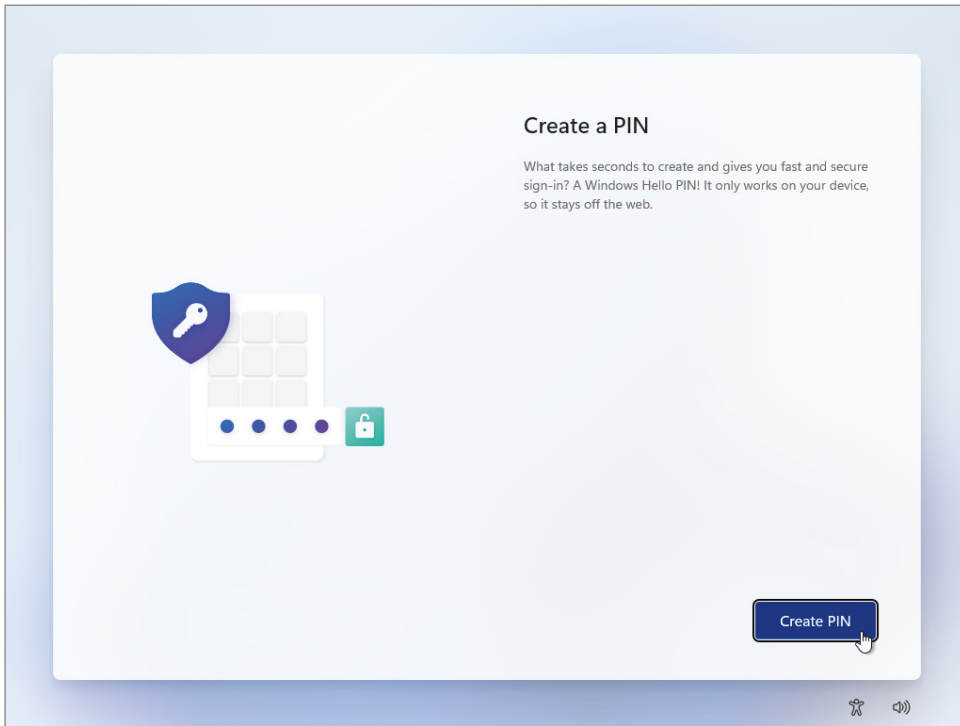 Create a PIN
What takes seconds to create and gives you fast and secure
sign-in? A Windows Hello PIN! It only works on your device,
so it stays off the web.
Create PIN